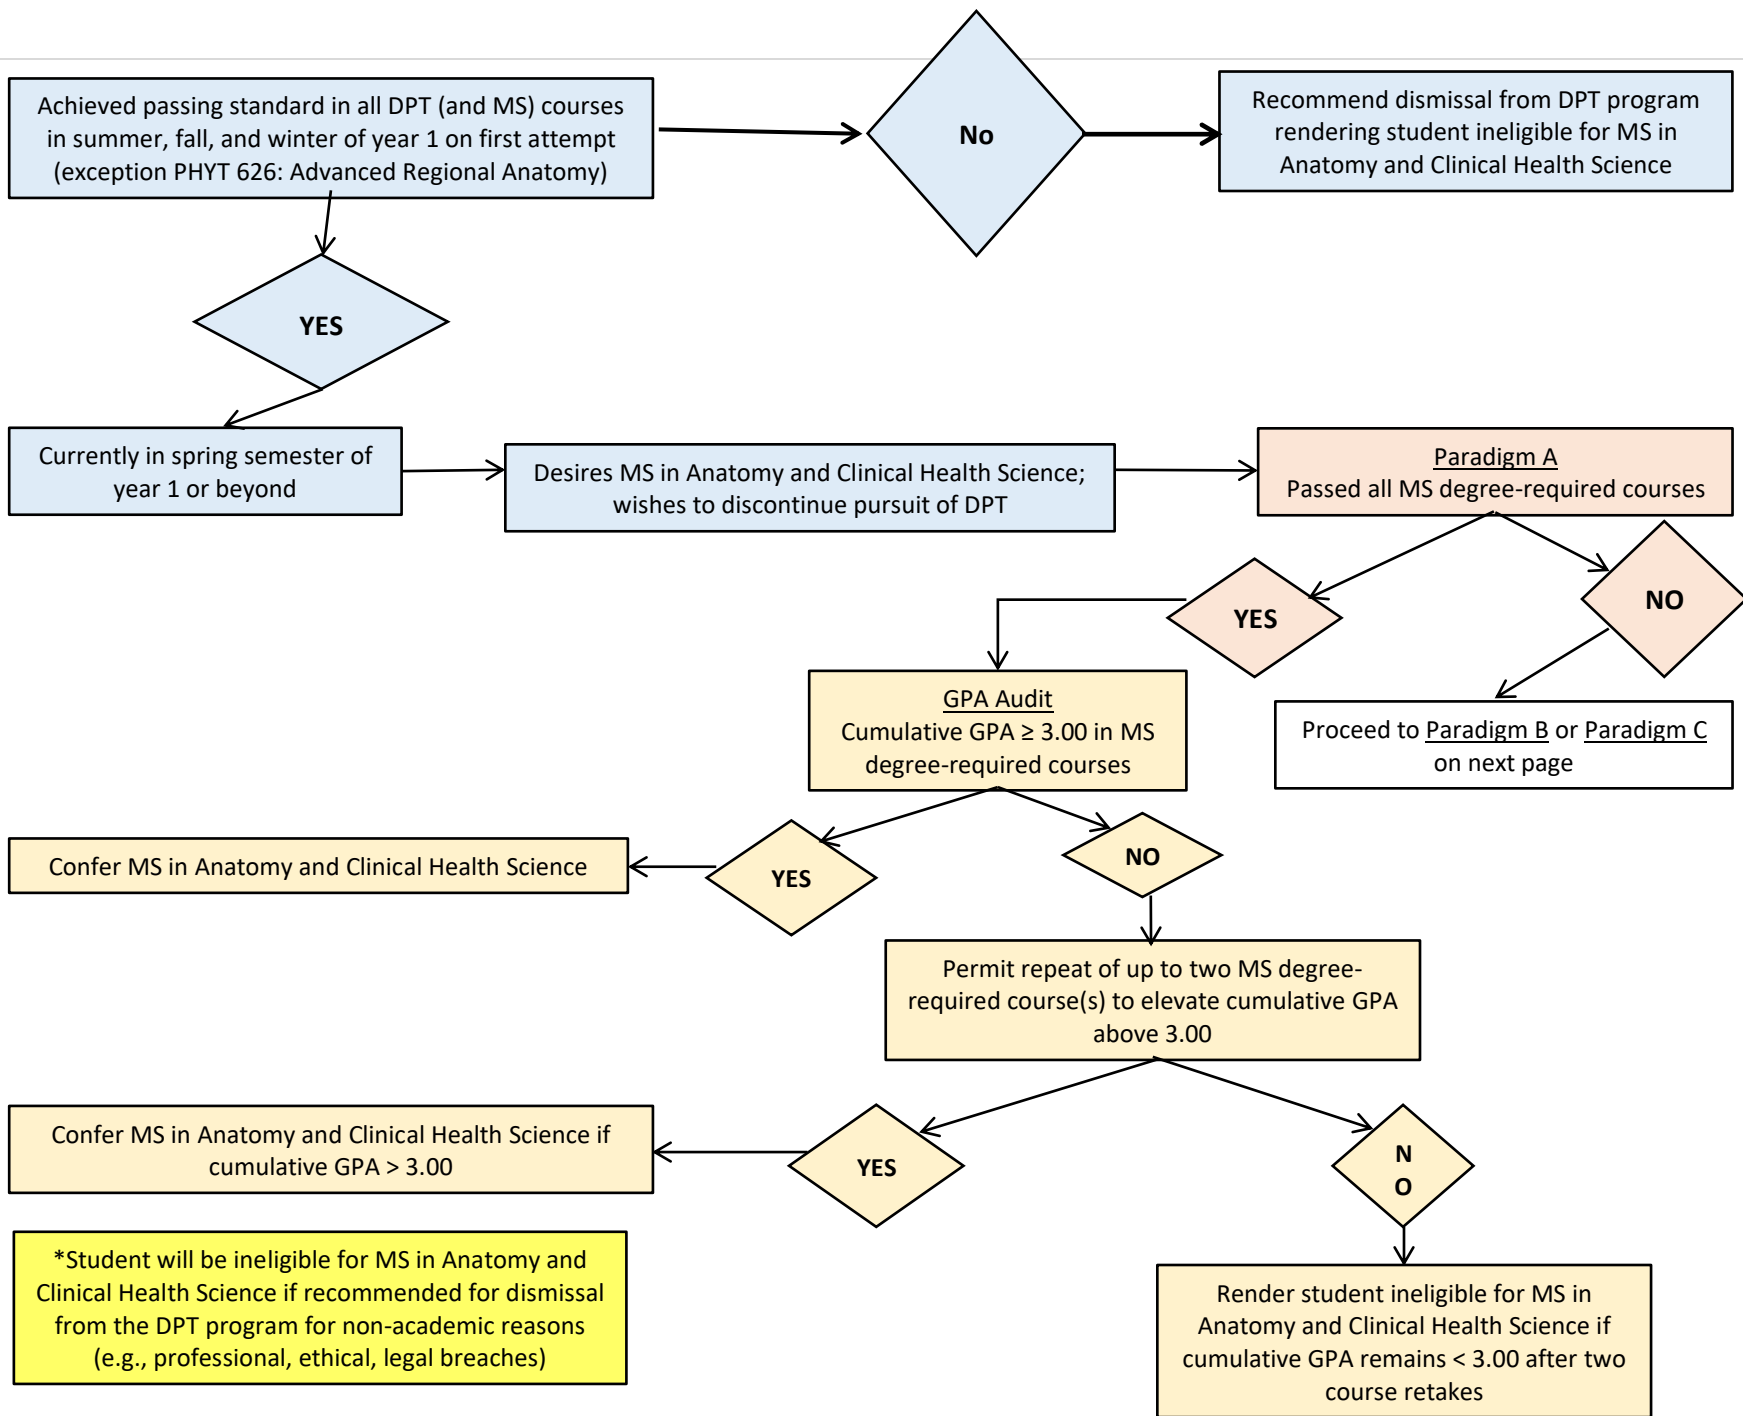 Achieved passing standard in all DPT (and MS) courses
in summer, fall, and winter of year 1 on first attempt
(exception PHYT 626: Advanced Regional Anatomy)
No
Recommend dismissal from DPT program
rendering student ineligible for MS in
Anatomy and Clinical Health Science
YES
Currently in spring semester of
year 1 or beyond
Desires MS in Anatomy and Clinical Health Science;
wishes to discontinue pursuit of DPT
Paradigm A
Passed all MS degree-required courses
YES
NO
GPA Audit
Cumulative GPA ≥ 3.00 in MS
degree-required courses
Proceed to Paradigm B or Paradigm C
on next page
Confer MS in Anatomy and Clinical Health Science
YES
NO
Permit repeat of up to two MS degree-
required course(s) to elevate cumulative GPA
above 3.00
Confer MS in Anatomy and Clinical Health Science if
cumulative GPA > 3.00
YES
N
O
*Student will be ineligible for MS in Anatomy and
Clinical Health Science if recommended for dismissal
from the DPT program for non-academic reasons
(e.g., professional, ethical, legal breaches)
Render student ineligible for MS in
Anatomy and Clinical Health Science if
cumulative GPA remains < 3.00 after two
course retakes